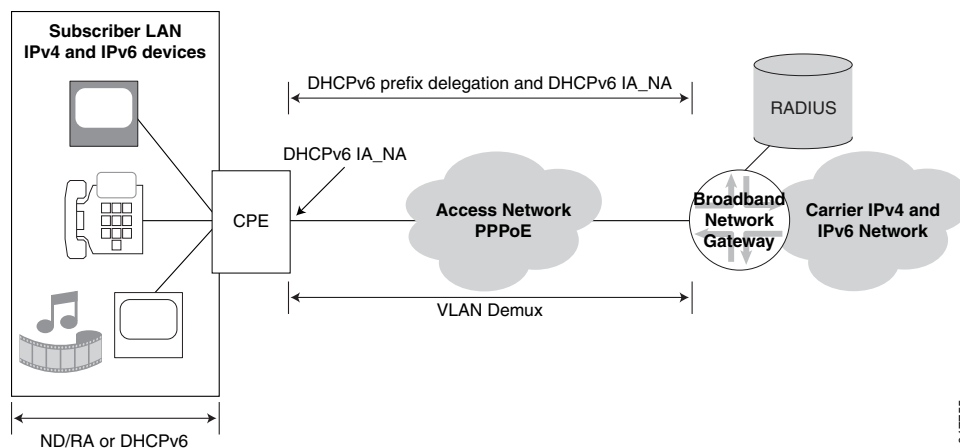 Subscriber LAN
IPv4 and IPv6 devices
DHCPv6 prefix delegation and DHCPv6 IA_NA
RADIUS
DHCPv6 IA_NA
CPE
Access Network
PPPoE
Broadband
Network
Gateway
Carrier IPv4 and
IPv6 Network
VLAN Demux
ND/RA or DHCPv6